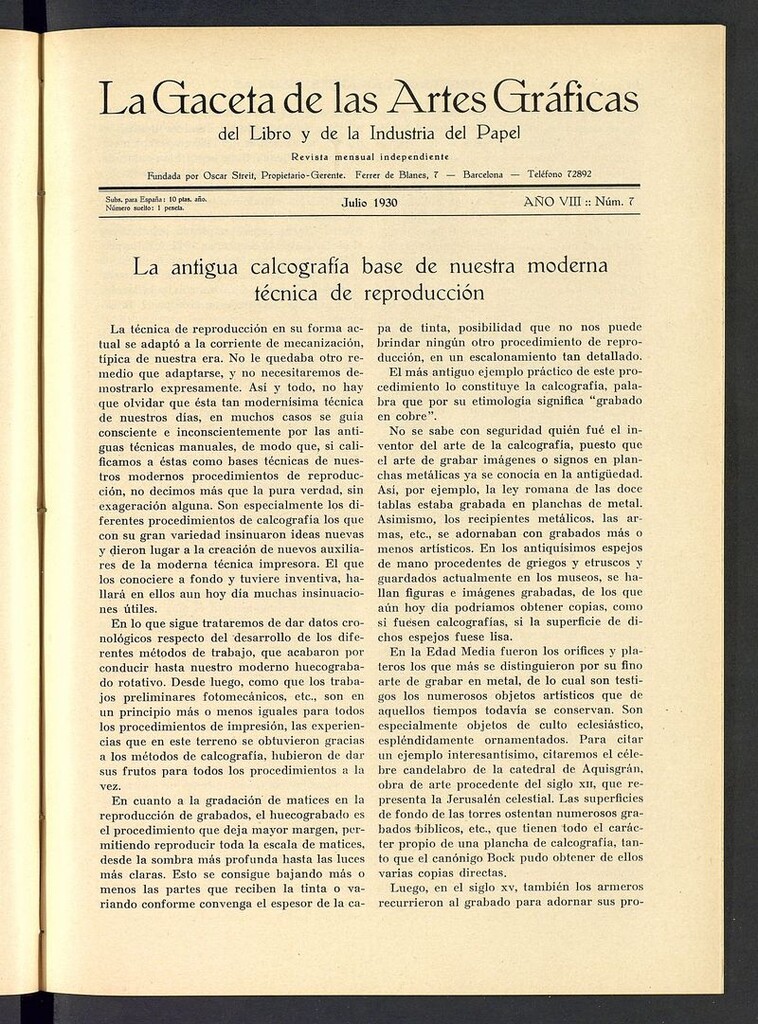 La Gaceta de las Artes Gráficas
del Libro y de la Industria del Papel
Revista mensual independiente
Fundada por Oscar Streit, Propietario-Gerente. Ferrer de Blanes, 7 — Barcelona — Teléfono 72892
Subs. para España: 10 ptas. año.
Número suelto: 1 peseta.
Julio 1930
AÑO VIII :: Núm. 7
La antigua calcografía base de nuestra moderna
técnica de reproducción
La técnica de reproducción en su forma ac-
tual se adaptó a la corriente de mecanización,
típica de nuestra era. No le quedaba otro re-
medio que adaptarse, y no necesitaremos de-
mostrarlo expresamente. Así y todo, no hay
que olvidar que ésta tan modernísima técnica
de nuestros días, en muchos casos se guía
consciente e inconscientemente por las anti-
guas técnicas manuales, de modo que, si cali-
ficamos a éstas como bases técnicas de nues-
tros modernos procedimientos de reproduc-
ción, no decimos más que la pura verdad, sin
exageración alguna. Son especialmente los di-
ferentes procedimientos de calcografía los que
con su gran variedad insinuaron ideas nuevas
y dieron lugar a la creación de nuevos auxilia-
res de la moderna técnica impresora. El que
los conociere a fondo y tuviere inventiva, ha-
llará en ellos aun hoy día muchas insinuacio-
nes útiles.
En lo que sigue trataremos de dar datos cro-
nológicos respecto del desarrollo de los dife-
rentes métodos de trabajo, que acabaron por
conducir hasta nuestro moderno huecograba-
do rotativo. Desde luego, como que los traba-
jos preliminares fotomecánicos, etc., son en
un principio más o menos iguales para todos
los procedimientos de impresión, las experien-
cias que en este terreno se obtuvieron gracias
a los métodos de calcografía, hubieron de dar
sus frutos para todos los procedimientos a la
vez.
En cuanto a la gradación de matices en la
reproducción de grabados, el huecograbado es
el procedimiento que deja mayor margen, per-
mitiendo reproducir toda la escala de matices,
desde la sombra más profunda hasta las luces
más claras. Esto se consigue bajando más o
menos las partes que reciben la tinta o va-
riando conforme convenga el espesor de la ca-
pa de tinta, posibilidad que no nos puede
brindar ningún otro procedimiento de repro-
ducción, en un escalonamiento tan detallado.
El más antiguo ejemplo práctico de este pro-
cedimiento lo constituye la calcografía, pala-
bra que por su etimología significa “grabado
en cobre”.
No se sabe con seguridad quién fué el in-
ventor del arte de la calcografía, puesto que
el arte de grabar imágenes o signos en plan-
chas metálicas ya se conocía en la antigüedad.
Así, por ejemplo, la ley romana de las doce
tablas estaba grabada en planchas de metal.
Asimismo, los recipientes metálicos, las ar-
mas, etc., se adornaban con grabados más o
menos artísticos. En los antiquísimos espejos
de mano procedentes de griegos y etruscos y
guardados actualmente en los museos, se ha-
llan figuras e imágenes grabadas, de los que
aún hoy día podríamos obtener copias, como
si fuesen calcografías, si la superficie de di-
chos espejos fuese lisa.
En la Edad Media fueron los orífices y pla-
teros los que más se distinguieron por su fino
arte de grabar en metal, de lo cual son testi-
gos los numerosos objetos artísticos que de
aquellos tiempos todavía se conservan. Son
especialmente objetos de culto eclesiástico,
espléndidamente ornamentados. Para citar
un ejemplo interesantísimo, citaremos el céle-
bre candelabro de la catedral de Aquisgrán,
obra de arte procedente del siglo XII, que re-
presenta la Jerusalén celestial. Las superficies
de fondo de las torres ostentan numerosos gra-
bados bíblicos, etc., que tienen todo el carác-
ter propio de una plancha de calcografía, tan-
to que el canónigo Bock pudo obtener de ellos
varias copias directas.
Luego, en el siglo XV, también los armeros
recurrieron al grabado para adornar sus pro-